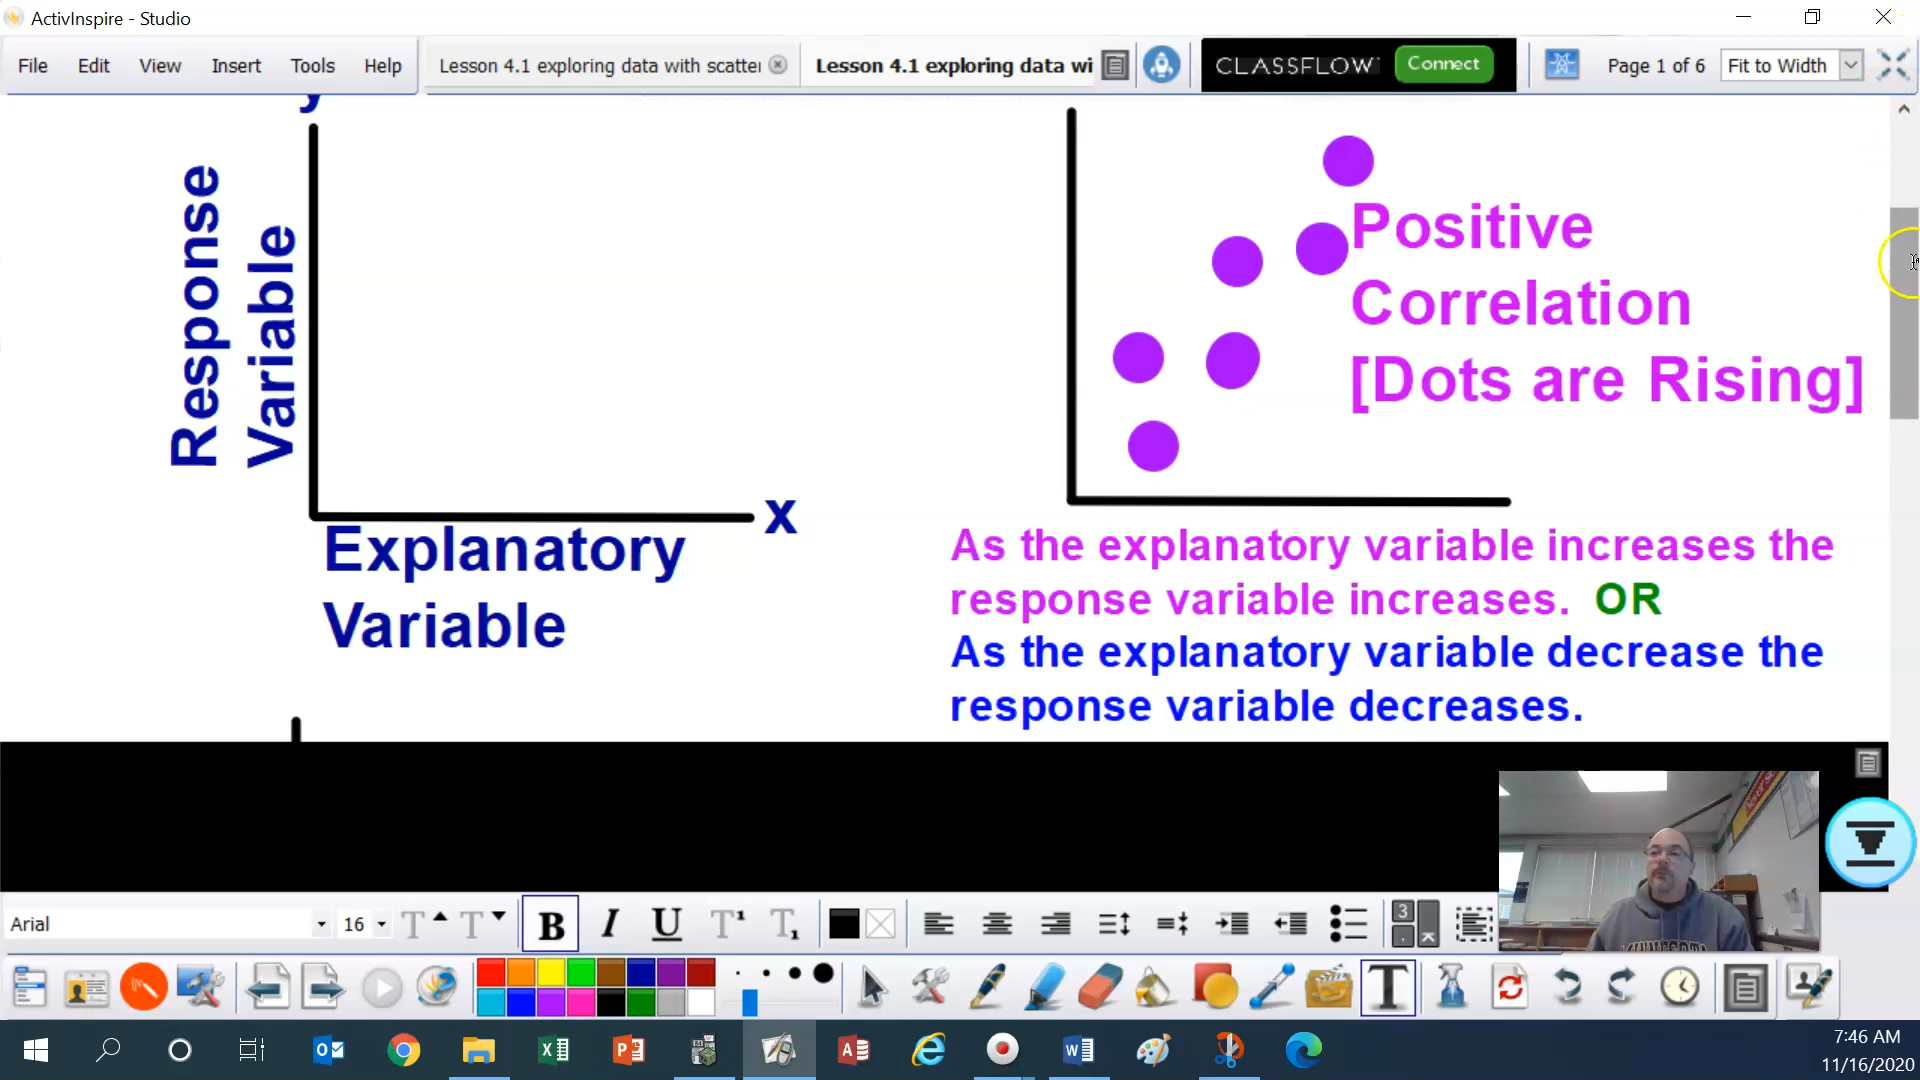 ActivInspire - Studio
File Edit View Insert Tools Help
Lesson 4.1 exploring data with scatter
Lesson 4.1 exploring data wi
CLASSFLOW Connect
Page 1 of 6
Fit to Width
y
Response
Variable
x
Explanatory
Variable
Positive
Correlation
[Dots are Rising]
As the explanatory variable increases the
response variable increases. OR
As the explanatory variable decrease the
response variable decreases.
Arial 16
7:46 AM
11/16/2020